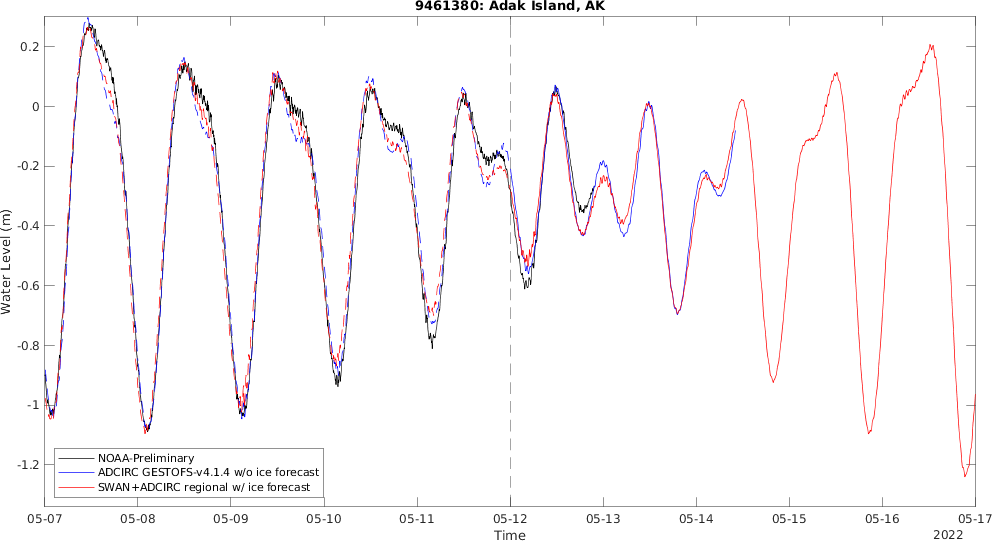 9461380: Adak Island, AK
Water Level (m)
0.2
0
-0.2
-0.4
-0.6
-0.8
-1
-1.2
NOAA-Preliminary
ADCIRC GESTOFS-v4.1.4 w/o ice forecast
SWAN+ADCIRC regional w/ ice forecast
05-07 05-08 05-09 05-10 05-11 05-12 05-13 05-14 05-15 05-16 05-17
Time
2022